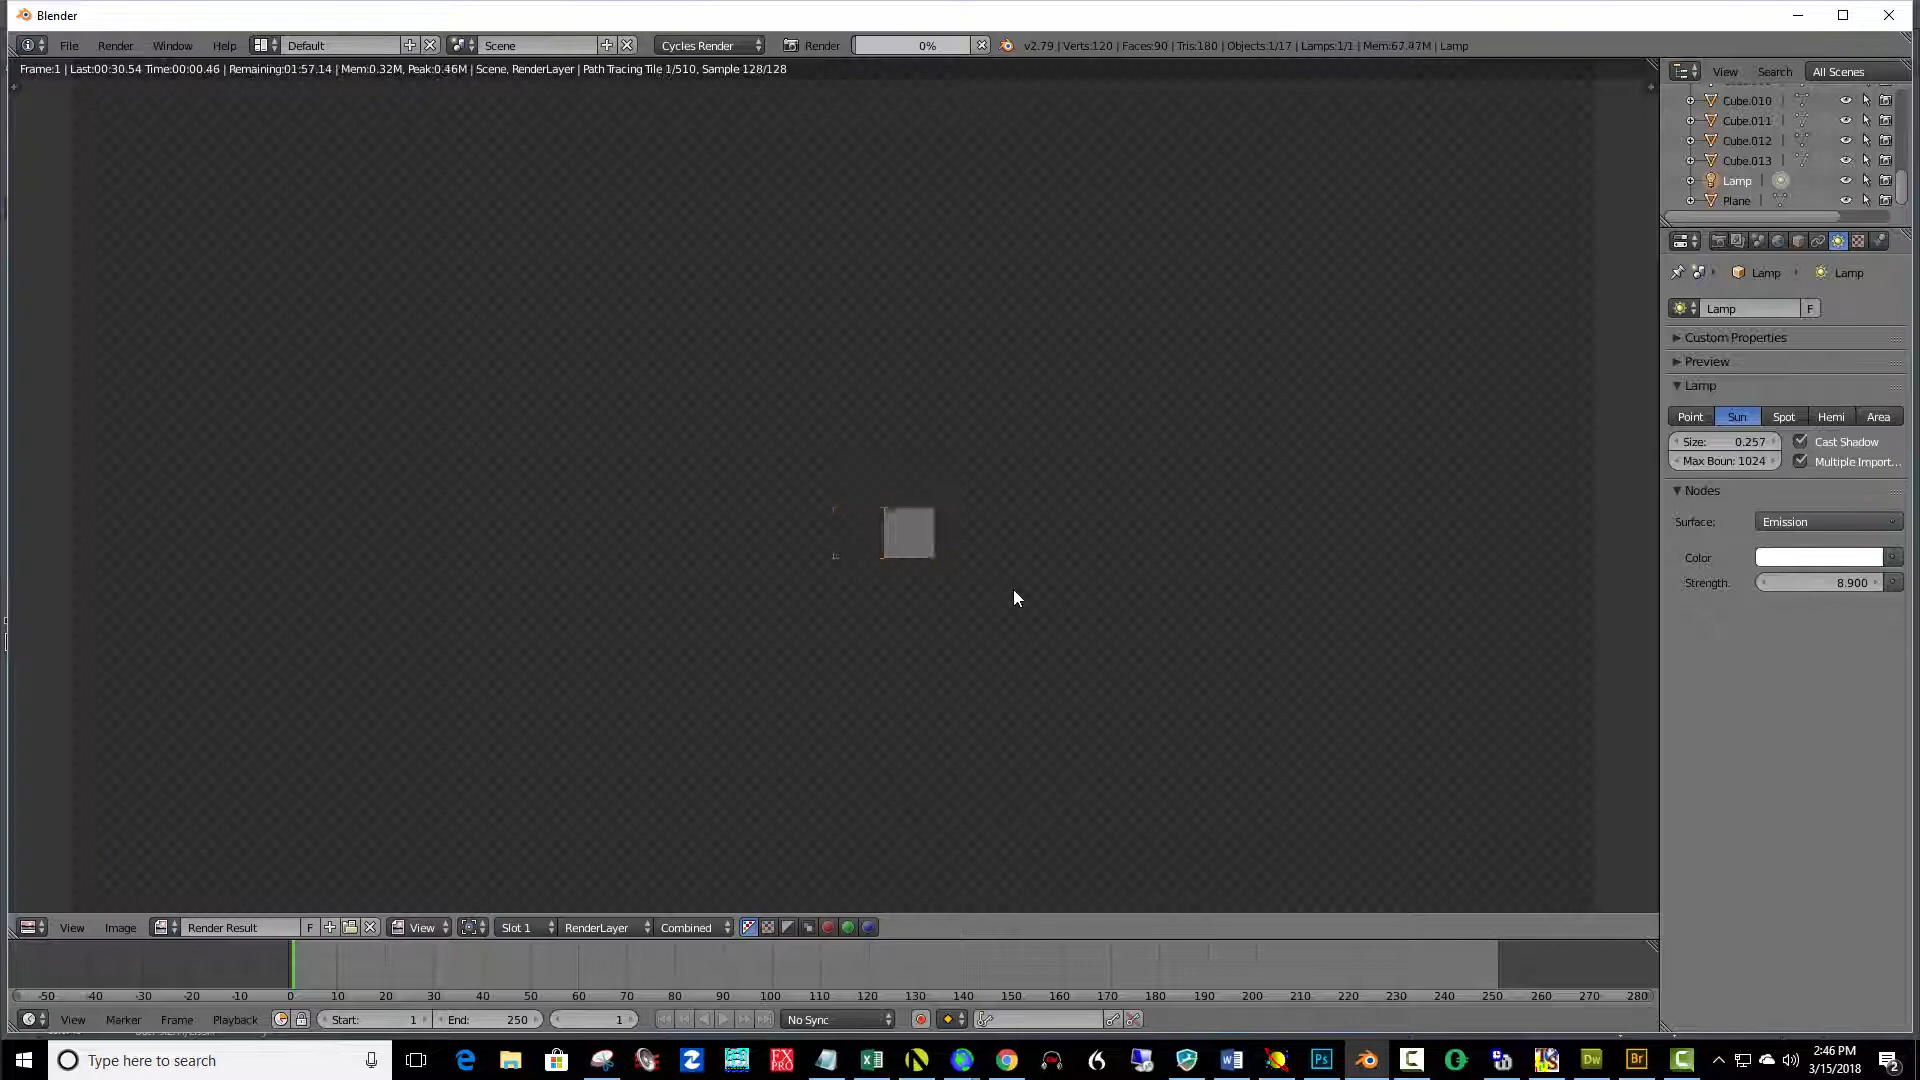 Blender
File Render Window Help Default Scene Cycles Render Render 0% v2.79 | Verts:120 | Faces:90 | Tris:180 | Objects:1/17 | Lamps:1/1 | Mem:67.47M | Lamp
Frame:1 | Last:00:30.54 Time:00:00.46 | Remaining:01:57.14 | Mem:0.32M, Peak:0.46M | Scene, RenderLayer | Path Tracing Tile 1/510, Sample 128/128
View Search All Scenes
Cube.010
Cube.011
Cube.012
Cube.013
Lamp
Plane
Lamp Lamp
Lamp F
Custom Properties
Preview
Lamp
Point Sun Spot Hemi Area
Size: 0.257 Cast Shadow
Max Boun: 1024 Multiple Import...
Nodes
Surface: Emission
Color
Strength: 8.900
View Image Render Result F View Slot 1 RenderLayer Combined
-50 -40 -30 -20 -10 0 10 20 30 40 50 60 70 80 90 100 110 120 130 140 150 160 170 180 190 200 210 220 230 240 250 260 270 280
View Marker Frame Playback Start: 1 End: 250 1 No Sync
Type here to search
2:46 PM
3/15/2018